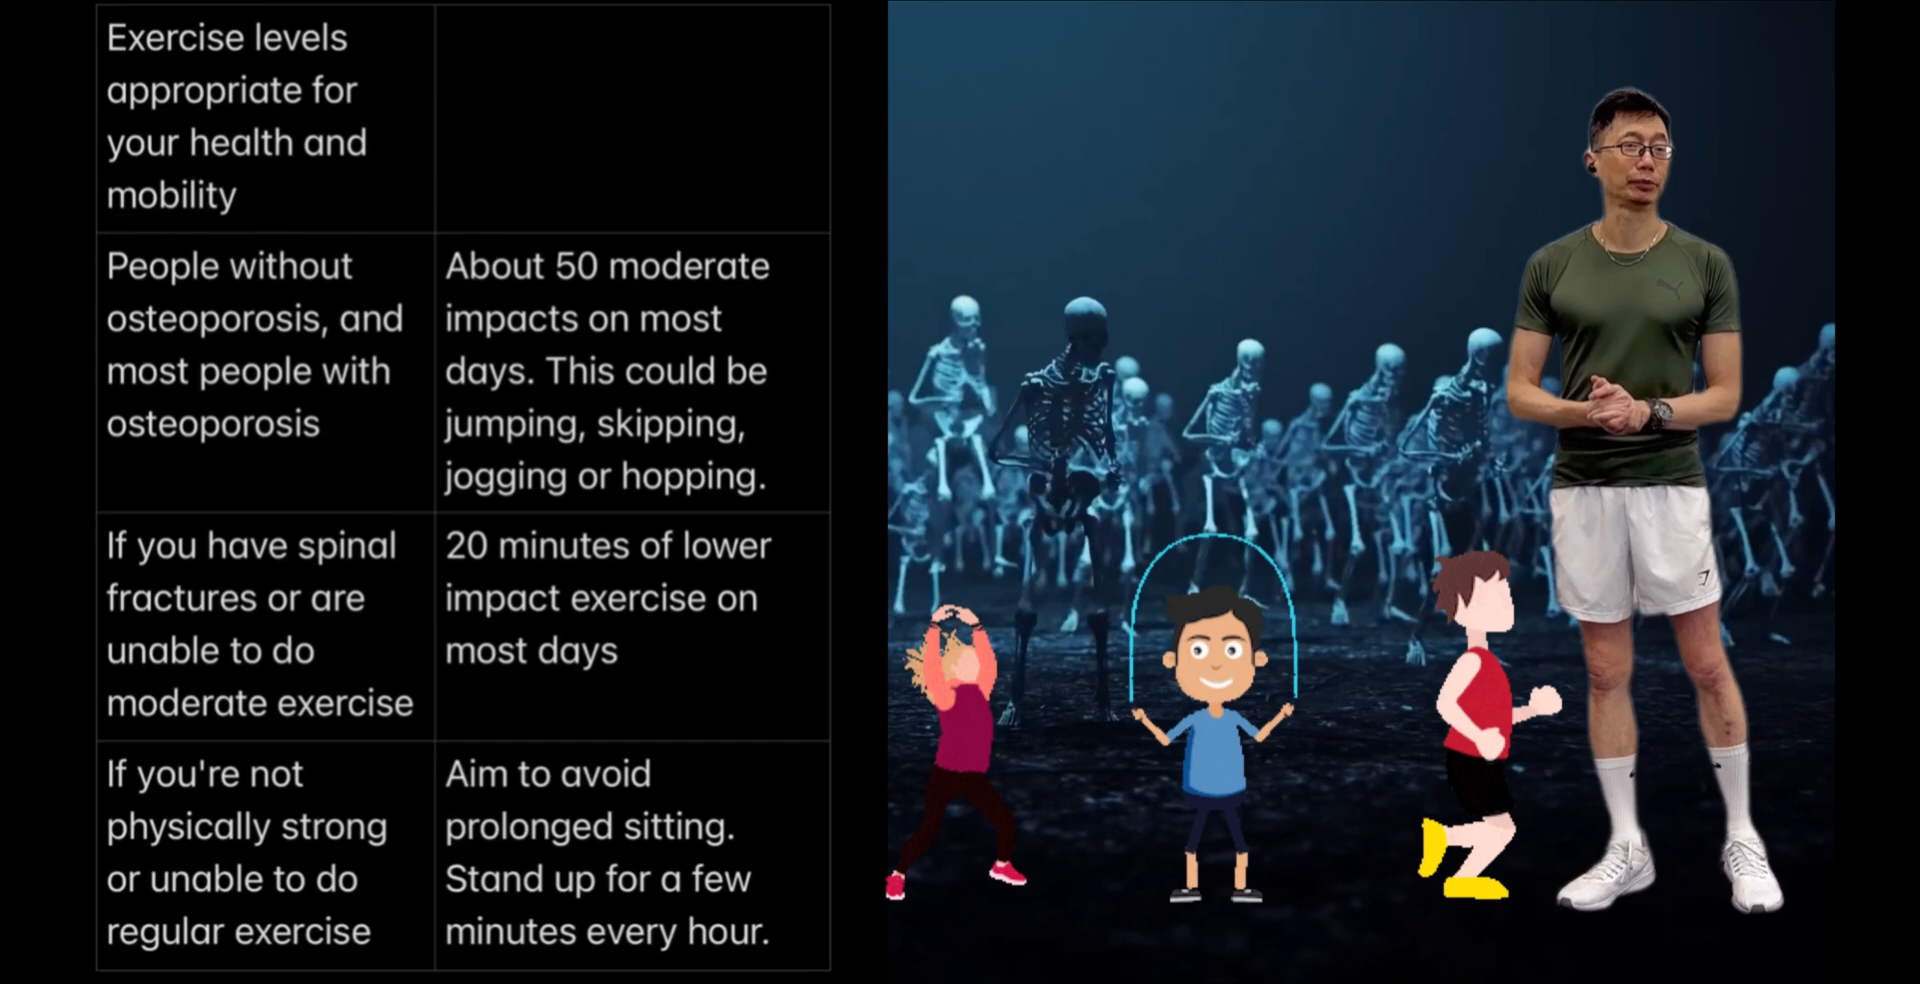 Exercise levels
appropriate for
your health and
mobility
People without
osteoporosis, and
most people with
osteoporosis
About 50 moderate
impacts on most
days. This could be
jumping, skipping,
jogging or hopping.
If you have spinal
fractures or are
unable to do
moderate exercise
20 minutes of lower
impact exercise on
most days
If you're not
physically strong
or unable to do
regular exercise
Aim to avoid
prolonged sitting.
Stand up for a few
minutes every hour.